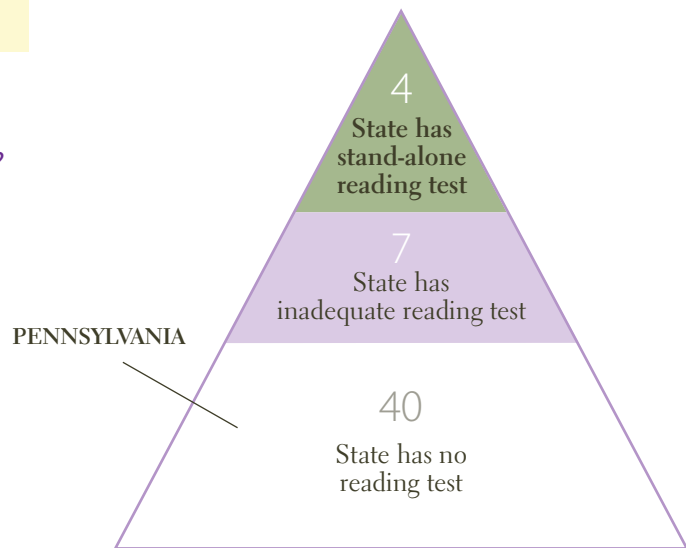 4
State has
stand-alone
reading test
7
State has
inadequate reading test
PENNSYLVANIA
40
State has no
reading test